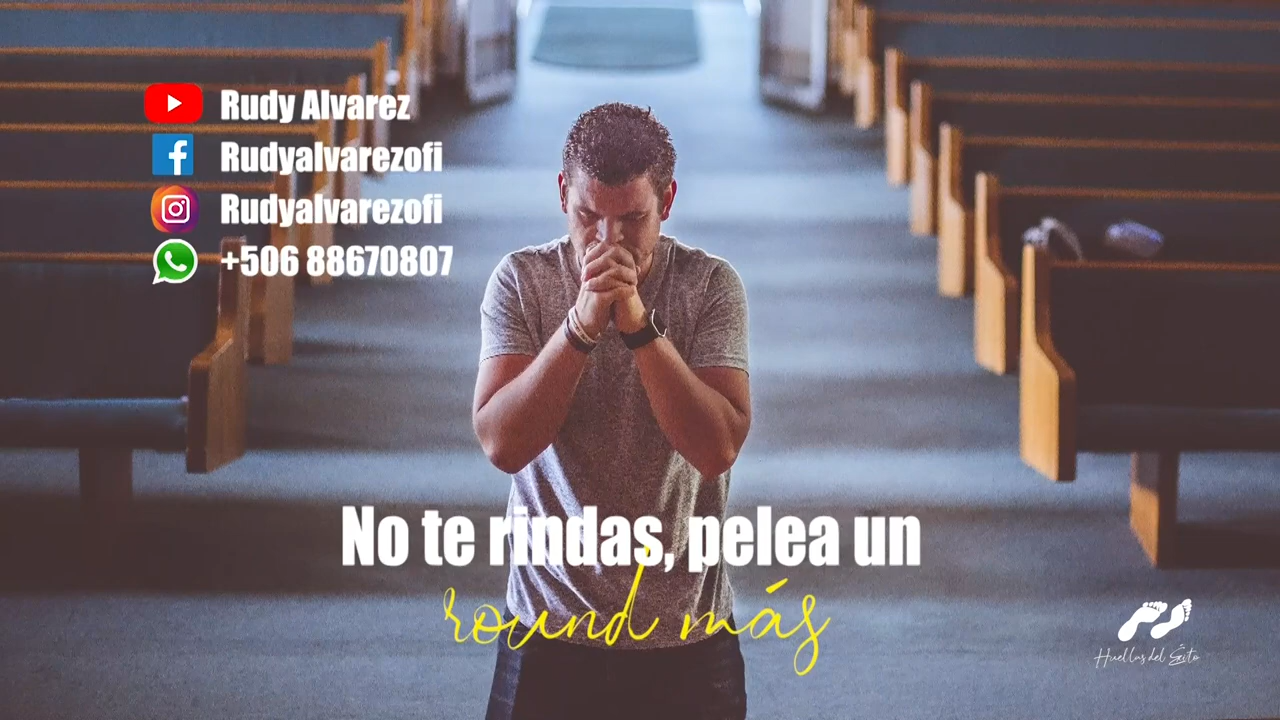 Rudy Alvarez
Rudyalvarezofi
Rudyalvarezofi
+506 88670807
No te rindas, pelea un
round más
Huellas del Éxito